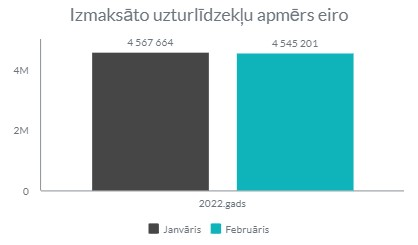 Izmaksāto uzturlīdzekļu apmērs eiro
4 567 664
4 545 201
4M
2M
0
2022.gads
Janvāris
Februāris